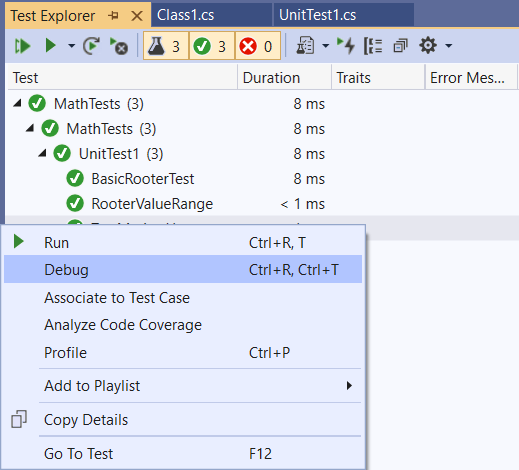 Test Explorer Class1.cs UnitTest1.cs
3 3 0
Test Duration Traits Error Mes...
MathTests (3) 8 ms
MathTests (3) 8 ms
UnitTest1 (3) 8 ms
BasicRooterTest 8 ms
RooterValueRange < 1 ms
Run Ctrl+R, T
Debug Ctrl+R, Ctrl+T
Associate to Test Case
Analyze Code Coverage
Profile Ctrl+P
Add to Playlist
Copy Details
Go To Test F12